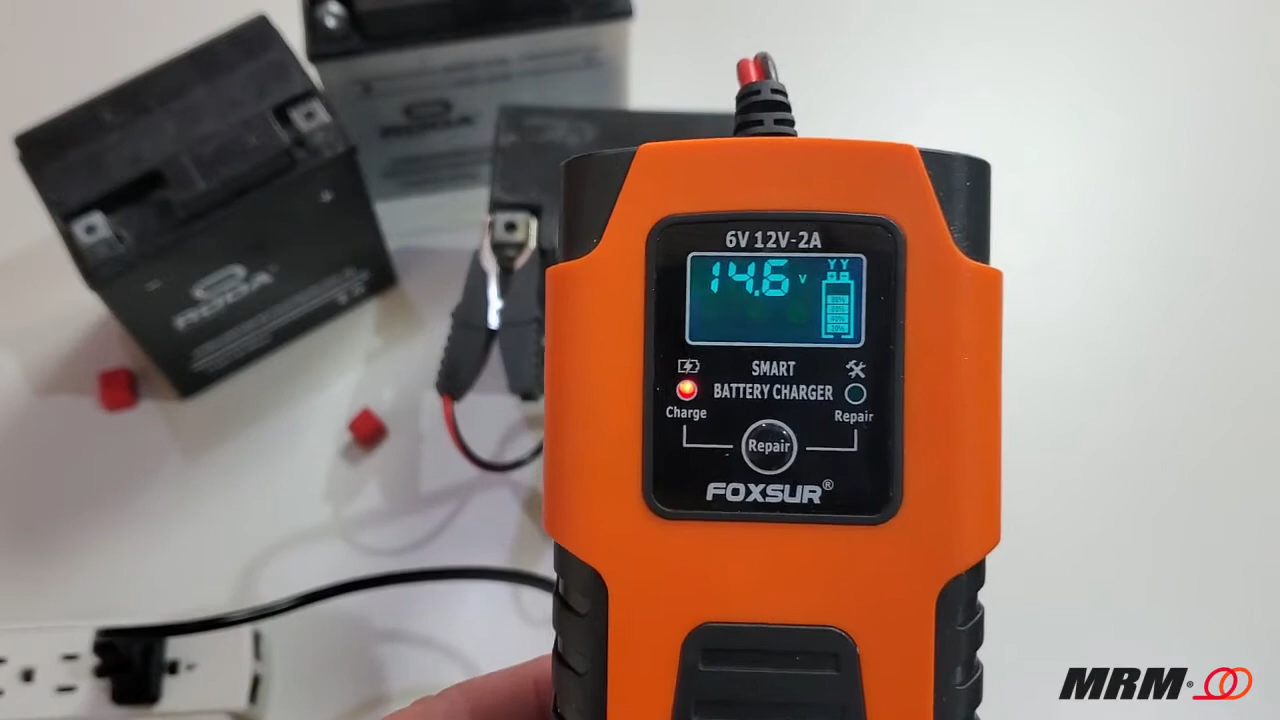 6V 12V-2A
14.6 V
SMART
BATTERY CHARGER
Charge
Repair
Repair
FOXSUR®
RODA
MRM®